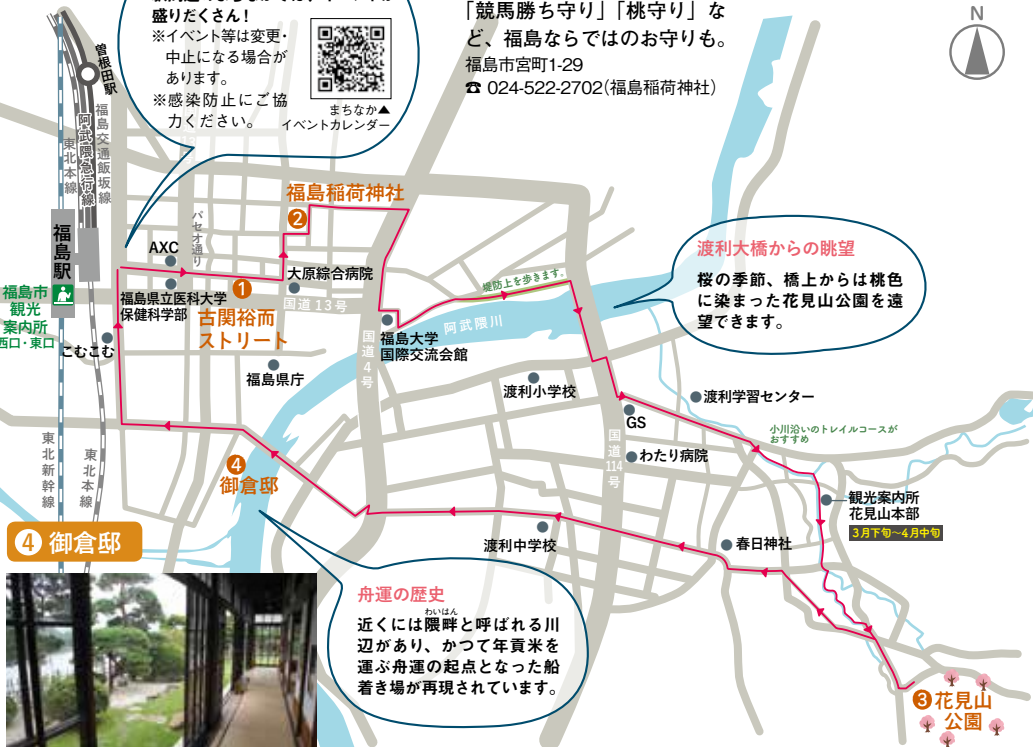 盛りだくさん！
※イベント等は変更・
中止になる場合が
あります。
※感染防止にご協
力ください。
まちなか▲
イベントカレンダー
「競馬勝ち守り」「桃守り」な
ど、福島ならではのお守りも。
福島市宮町1-29
☎ 024-522-2702（福島稲荷神社）
N
曽根田駅
福島交通飯坂線
阿武隈急行線
東北本線
福島駅
福島市
観光
案内所
西口・東口
AXC
パセオ通り
福島県立医科大学
保健科学部
こむこむ
❶
古関裕而
ストリート
福島稲荷神社
❷
大原綜合病院
国道13号
国道4号
福島県庁
福島大学
国際交流会館
堤防上を歩きます。
阿武隈川
渡利大橋からの眺望
桜の季節、橋上からは桃色
に染まった花見山公園を遠
望できます。
渡利小学校
渡利学習センター
GS
小川沿いのトレイルコースが
おすすめ
国道114号
わたり病院
観光案内所
花見山本部
3月下旬〜4月中旬
春日神社
渡利中学校
❹
御倉邸
東北新幹線
東北本線
❹ 御倉邸
舟運の歴史
わいはん
近くには隈畔と呼ばれる川
辺があり、かつて年貢米を
運ぶ舟運の起点となった船
着き場が再現されています。
❸花見山
公園